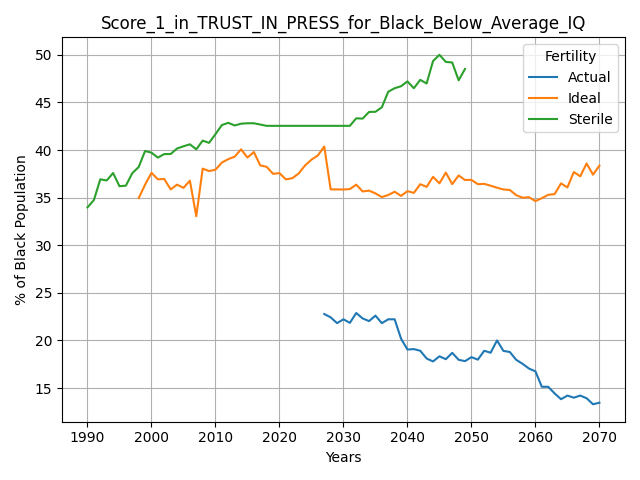 Score_1_in_TRUST_IN_PRESS_for_Black_Below_Average_IQ
Fertility
Actual
Ideal
Sterile
% of Black Population
50
45
40
35
30
25
20
15
1990 2000 2010 2020 2030 2040 2050 2060 2070
Years